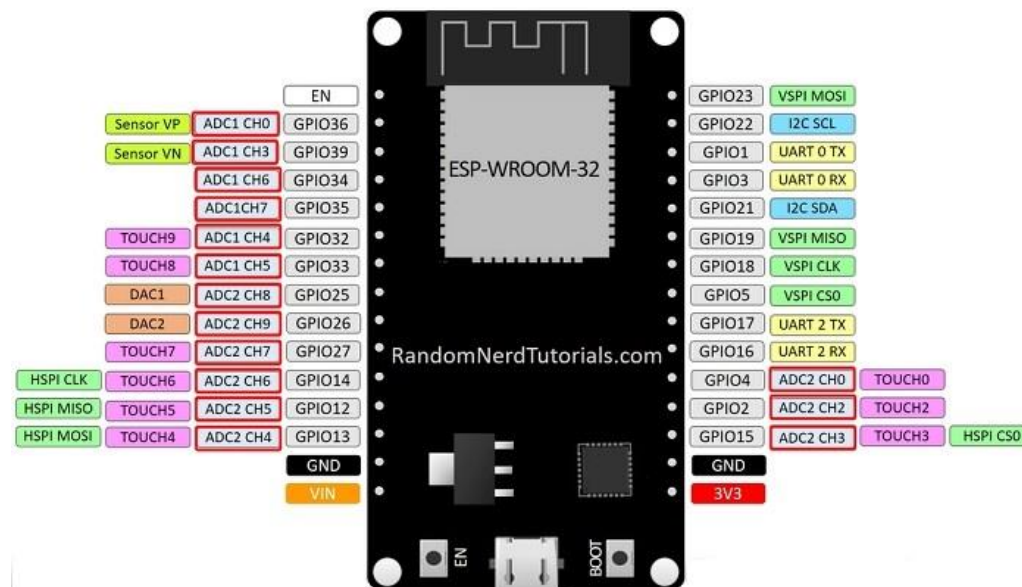 EN GPIO23 VSPI MOSI
Sensor VP ADC1 CH0 GPIO36 GPIO22 I2C SCL
Sensor VN ADC1 CH3 GPIO39 GPIO1 UART 0 TX
ADC1 CH6 GPIO34 ESP-WROOM-32 GPIO3 UART 0 RX
ADC1CH7 GPIO35 GPIO21 I2C SDA
TOUCH9 ADC1 CH4 GPIO32 GPIO19 VSPI MISO
TOUCH8 ADC1 CH5 GPIO33 GPIO18 VSPI CLK
DAC1 ADC2 CH8 GPIO25 GPIO5 VSPI CS0
DAC2 ADC2 CH9 GPIO26 GPIO17 UART 2 TX
TOUCH7 ADC2 CH7 GPIO27 RandomNerdTutorials.com GPIO16 UART 2 RX
HSPI CLK TOUCH6 ADC2 CH6 GPIO14 GPIO4 ADC2 CH0 TOUCH0
HSPI MISO TOUCH5 ADC2 CH5 GPIO12 GPIO2 ADC2 CH2 TOUCH2
HSPI MOSI TOUCH4 ADC2 CH4 GPIO13 GPIO15 ADC2 CH3 TOUCH3 HSPI CS0
GND GND
VIN 3V3
EN BOOT